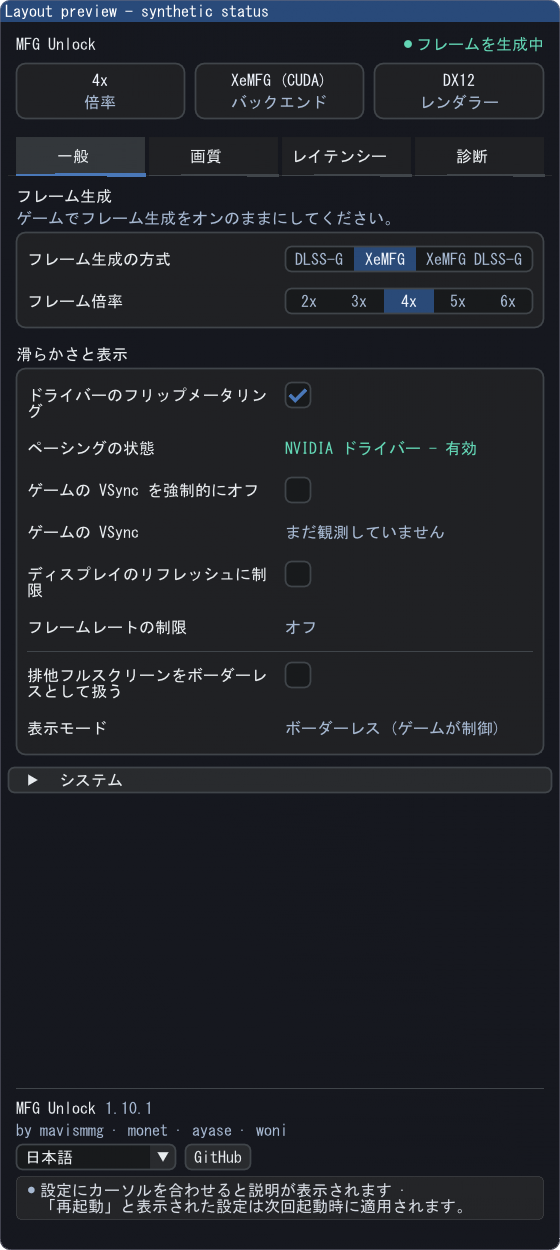 Layout preview - synthetic status
MFG Unlock
●フレームを生成中
4x
倍率
XeMFG (CUDA)
バックエンド
DX12
レンダラー
一般
画質
レイテンシー
診断
フレーム生成
ゲームでフレーム生成をオンのままにしてください。
フレーム生成の方式
DLSS-G
XeMFG
XeMFG DLSS-G
フレーム倍率
2x
3x
4x
5x
6x
滑らかさと表示
ドライバーのフリップメータリン
グ
ペーシングの状態
NVIDIA ドライバー - 有効
ゲームの VSync を強制的にオフ
ゲームの VSync
まだ観測していません
ディスプレイのリフレッシュに制
限
フレームレートの制限
オフ
排他フルスクリーンをボーダーレ
スとして扱う
表示モード
ボーダーレス (ゲームが制御)
システム
MFG Unlock 1.10.1
by mavismmg · monet · ayase · woni
日本語
GitHub
• 設定にカーソルを合わせると説明が表示されます ·
「再起動」と表示された設定は次回起動時に適用されます。